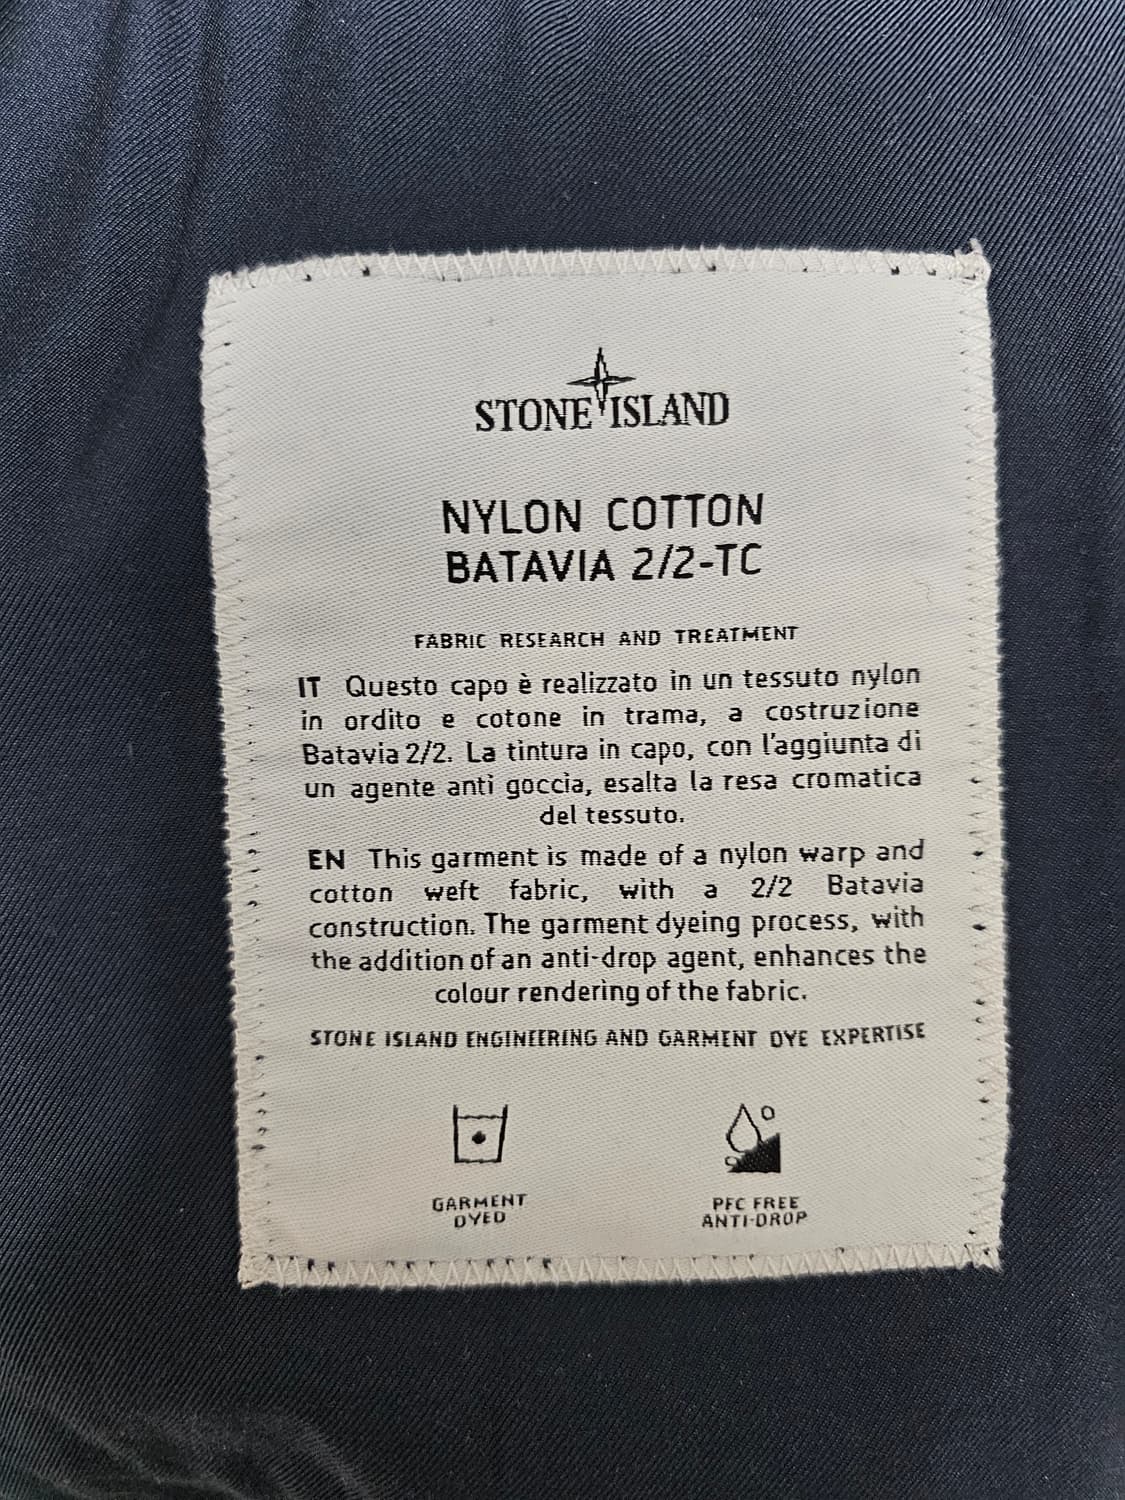 STONE ISLAND
NYLON COTTON
BATAVIA 2/2-TC
FABRIC RESEARCH AND TREATMENT
IT Questo capo è realizzato in un tessuto nylon
in ordito e cotone in trama, a costruzione
Batavia 2/2. La tintura in capo, con l'aggiunta di
un agente anti goccia, esalta la resa cromatica
del tessuto.
EN This garment is made of a nylon warp and
cotton weft fabric, with a 2/2 Batavia
construction. The garment dyeing process, with
the addition of an anti-drop agent, enhances the
colour rendering of the fabric.
STONE ISLAND ENGINEERING AND GARMENT DYE EXPERTISE
GARMENT
DYED
PFC FREE
ANTI-DROP